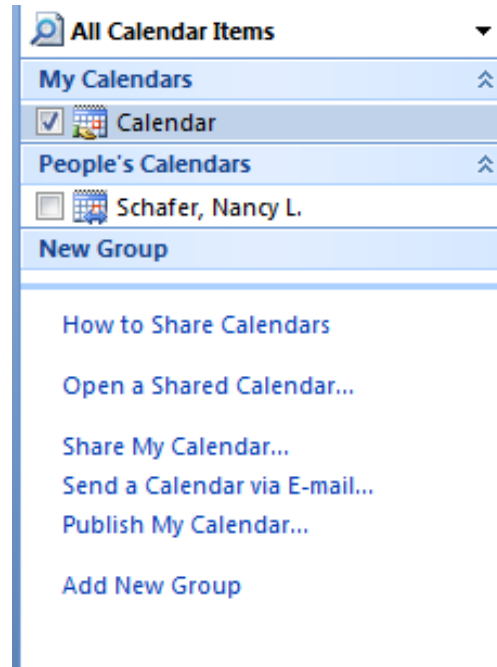 All Calendar Items
My Calendars
Calendar
People's Calendars
Schafer, Nancy L.
New Group
How to Share Calendars
Open a Shared Calendar...
Share My Calendar...
Send a Calendar via E-mail...
Publish My Calendar...
Add New Group